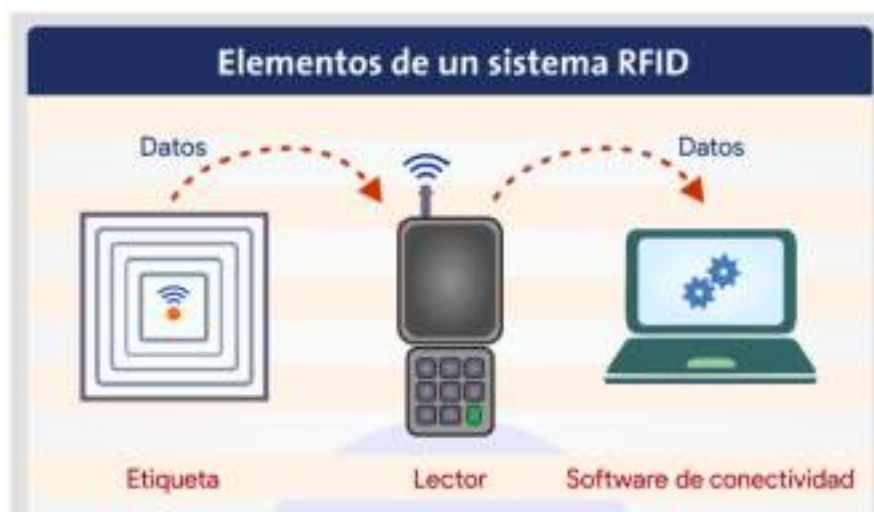 Elementos de un sistema RFID
Datos
Datos
Etiqueta
Lector
Software de conectividad